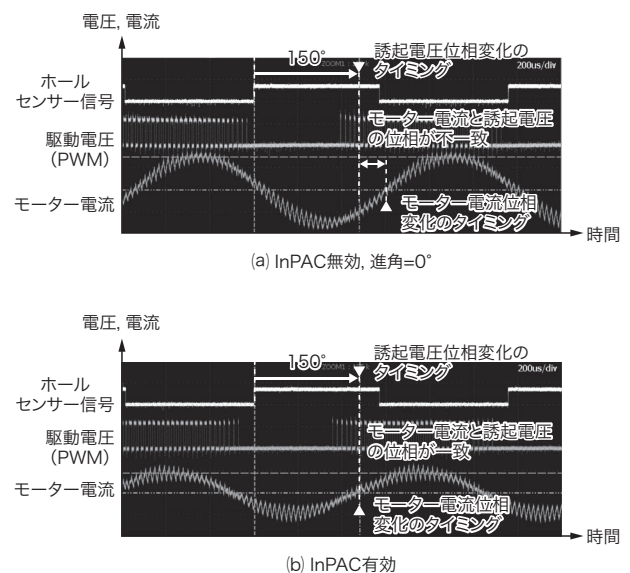 電圧, 電流
150°
誘起電圧位相変化の
タイミング
ZOOM1
200us/div
ホール
センサー信号
モーター電流と誘起電圧
の位相が不一致
駆動電圧
(PWM)
モーター電流
モーター電流位相
変化のタイミング
時間
(a) InPAC無効, 進角=0°
電圧, 電流
150°
誘起電圧位相変化の
タイミング
ZOOM1
200us/div
ホール
センサー信号
モーター電流と誘起電圧
の位相が一致
駆動電圧
(PWM)
モーター電流
モーター電流位相
変化のタイミング
時間
(b) InPAC有効